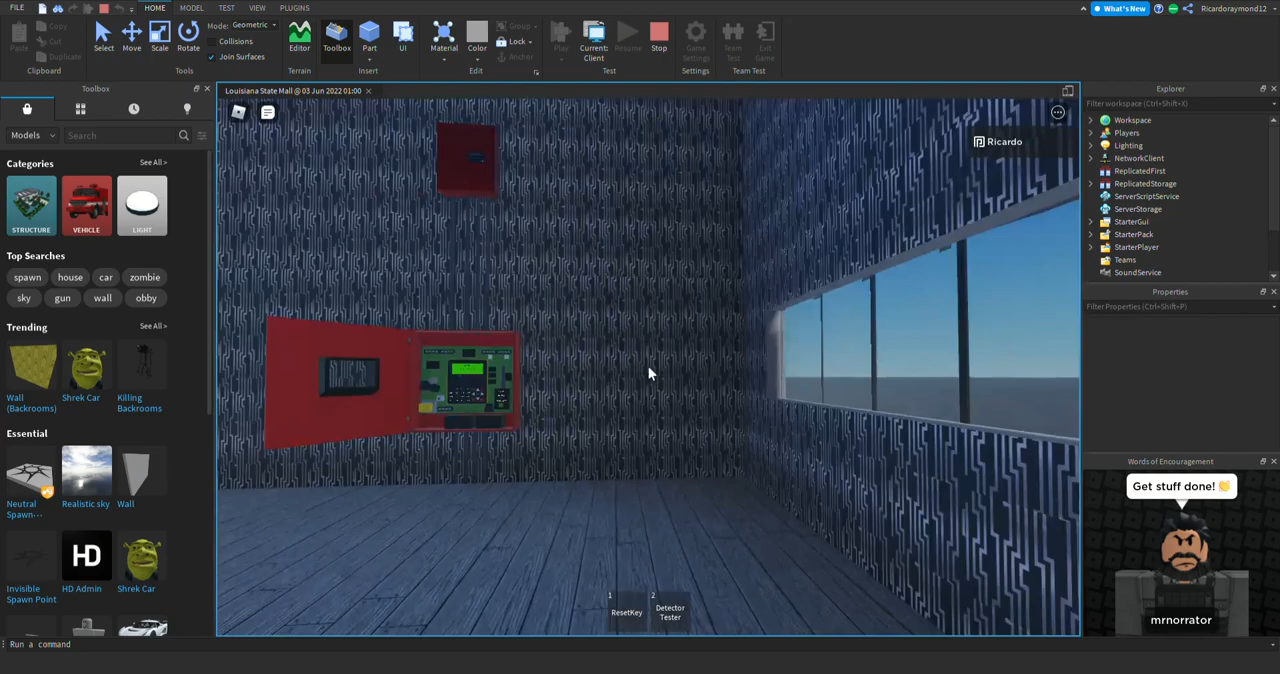 FILE HOME MODEL TEST VIEW PLUGINS What's New Ricardoraymond12
Paste Copy Cut Duplicate Clipboard
Select Move Scale Rotate Mode: Geometric Collisions Join Surfaces Tools
Editor Terrain
Toolbox Part UI Insert
Material Color Group Lock Anchor Edit
Play Current: Client Resume Stop Test
Game Settings Settings
Team Test Exit Game Team Test
Toolbox
Models Search
Categories See All >
STRUCTURE VEHICLE LIGHT
Top Searches
spawn house car zombie
sky gun wall obby
Trending See All >
Wall (Backrooms) Shrek Car Killing Backrooms
Essential See All >
Neutral Spawn... Realistic sky Wall
HD
Invisible Spawn Point HD Admin Shrek Car
Louisiana State Mall @ 03 Jun 2022 01:00
Ricardo
1 ResetKey
2 Detector Tester
Explorer
Filter workspace (Ctrl+Shift+X)
Workspace
Players
Lighting
NetworkClient
ReplicatedFirst
ReplicatedStorage
ServerScriptService
ServerStorage
StarterGui
StarterPack
StarterPlayer
Teams
SoundService
Properties
Filter Properties (Ctrl+Shift+P)
Words of Encouragement
Get stuff done! 👏
mrnorrator
Run a command